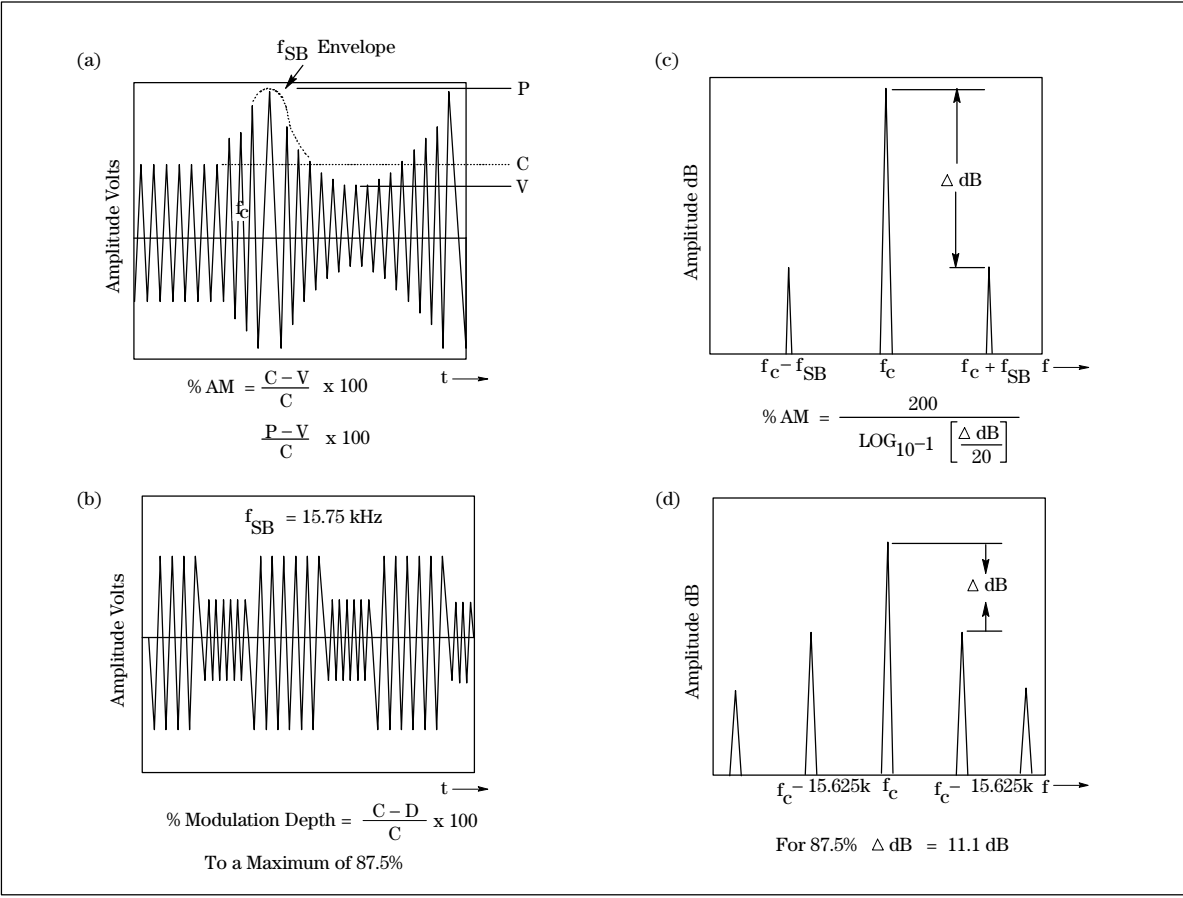 (a)
f_SB Envelope
P
C
V
f_c
Amplitude Volts
t
% AM = C – V / C x 100
P – V / C x 100
(b)
f_SB = 15.75 kHz
Amplitude Volts
t
% Modulation Depth = C – D / C x 100
To a Maximum of 87.5%
(c)
Amplitude dB
△ dB
f_c – f_SB f_c f_c + f_SB f
% AM = 200 / LOG_10–1 [△ dB / 20]
(d)
Amplitude dB
△ dB
f_c – 15.625k f_c f_c – 15.625k f
For 87.5% △ dB = 11.1 dB